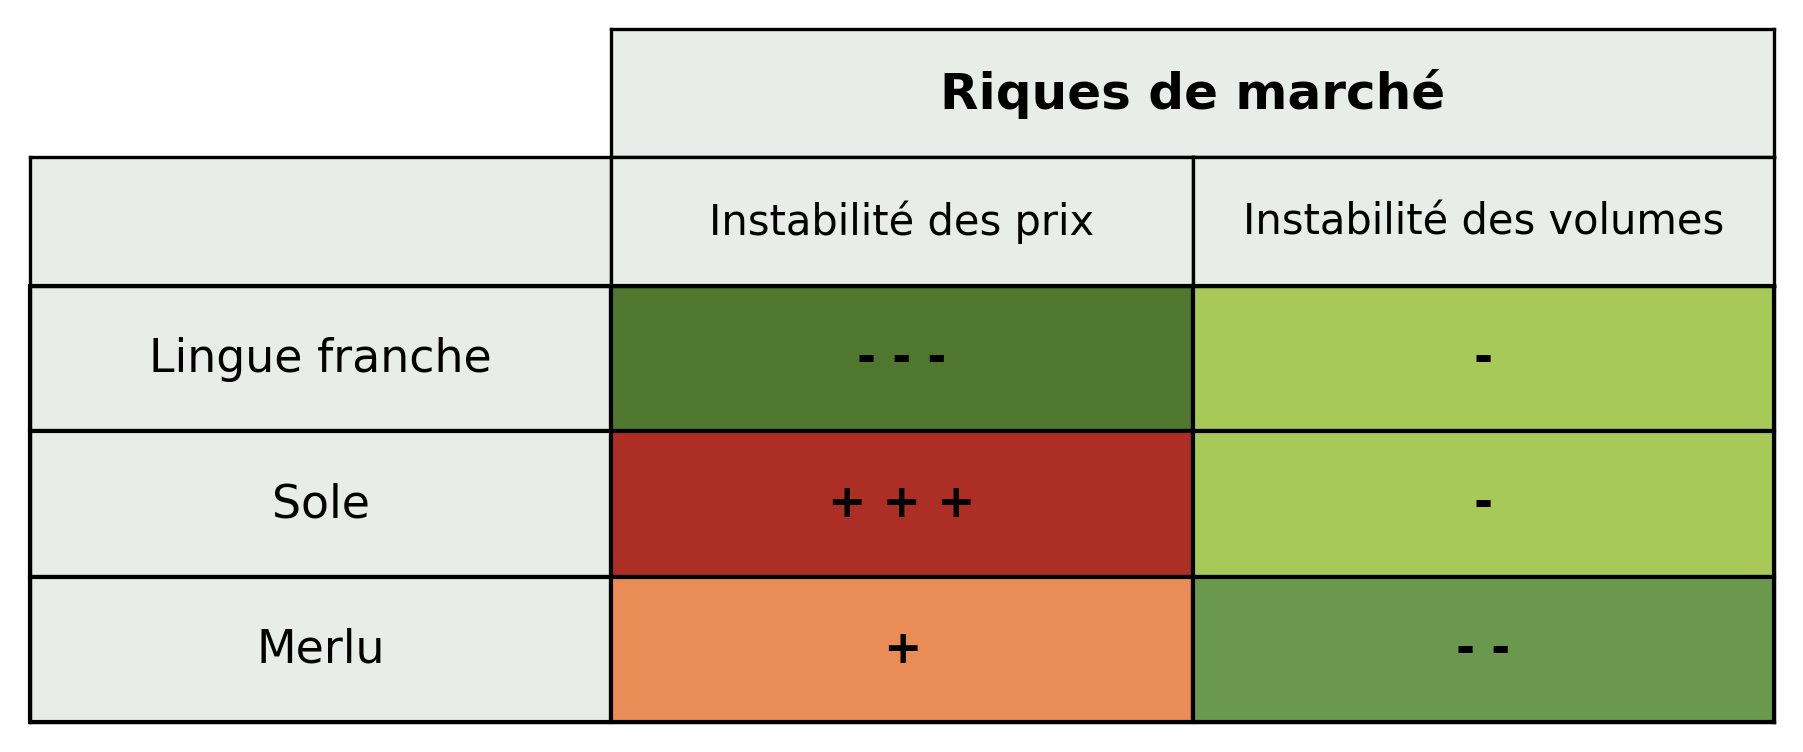 Riques de marché
Instabilité des prix Instabilité des volumes
Lingue franche - - - -
Sole + + + -
Merlu + - -